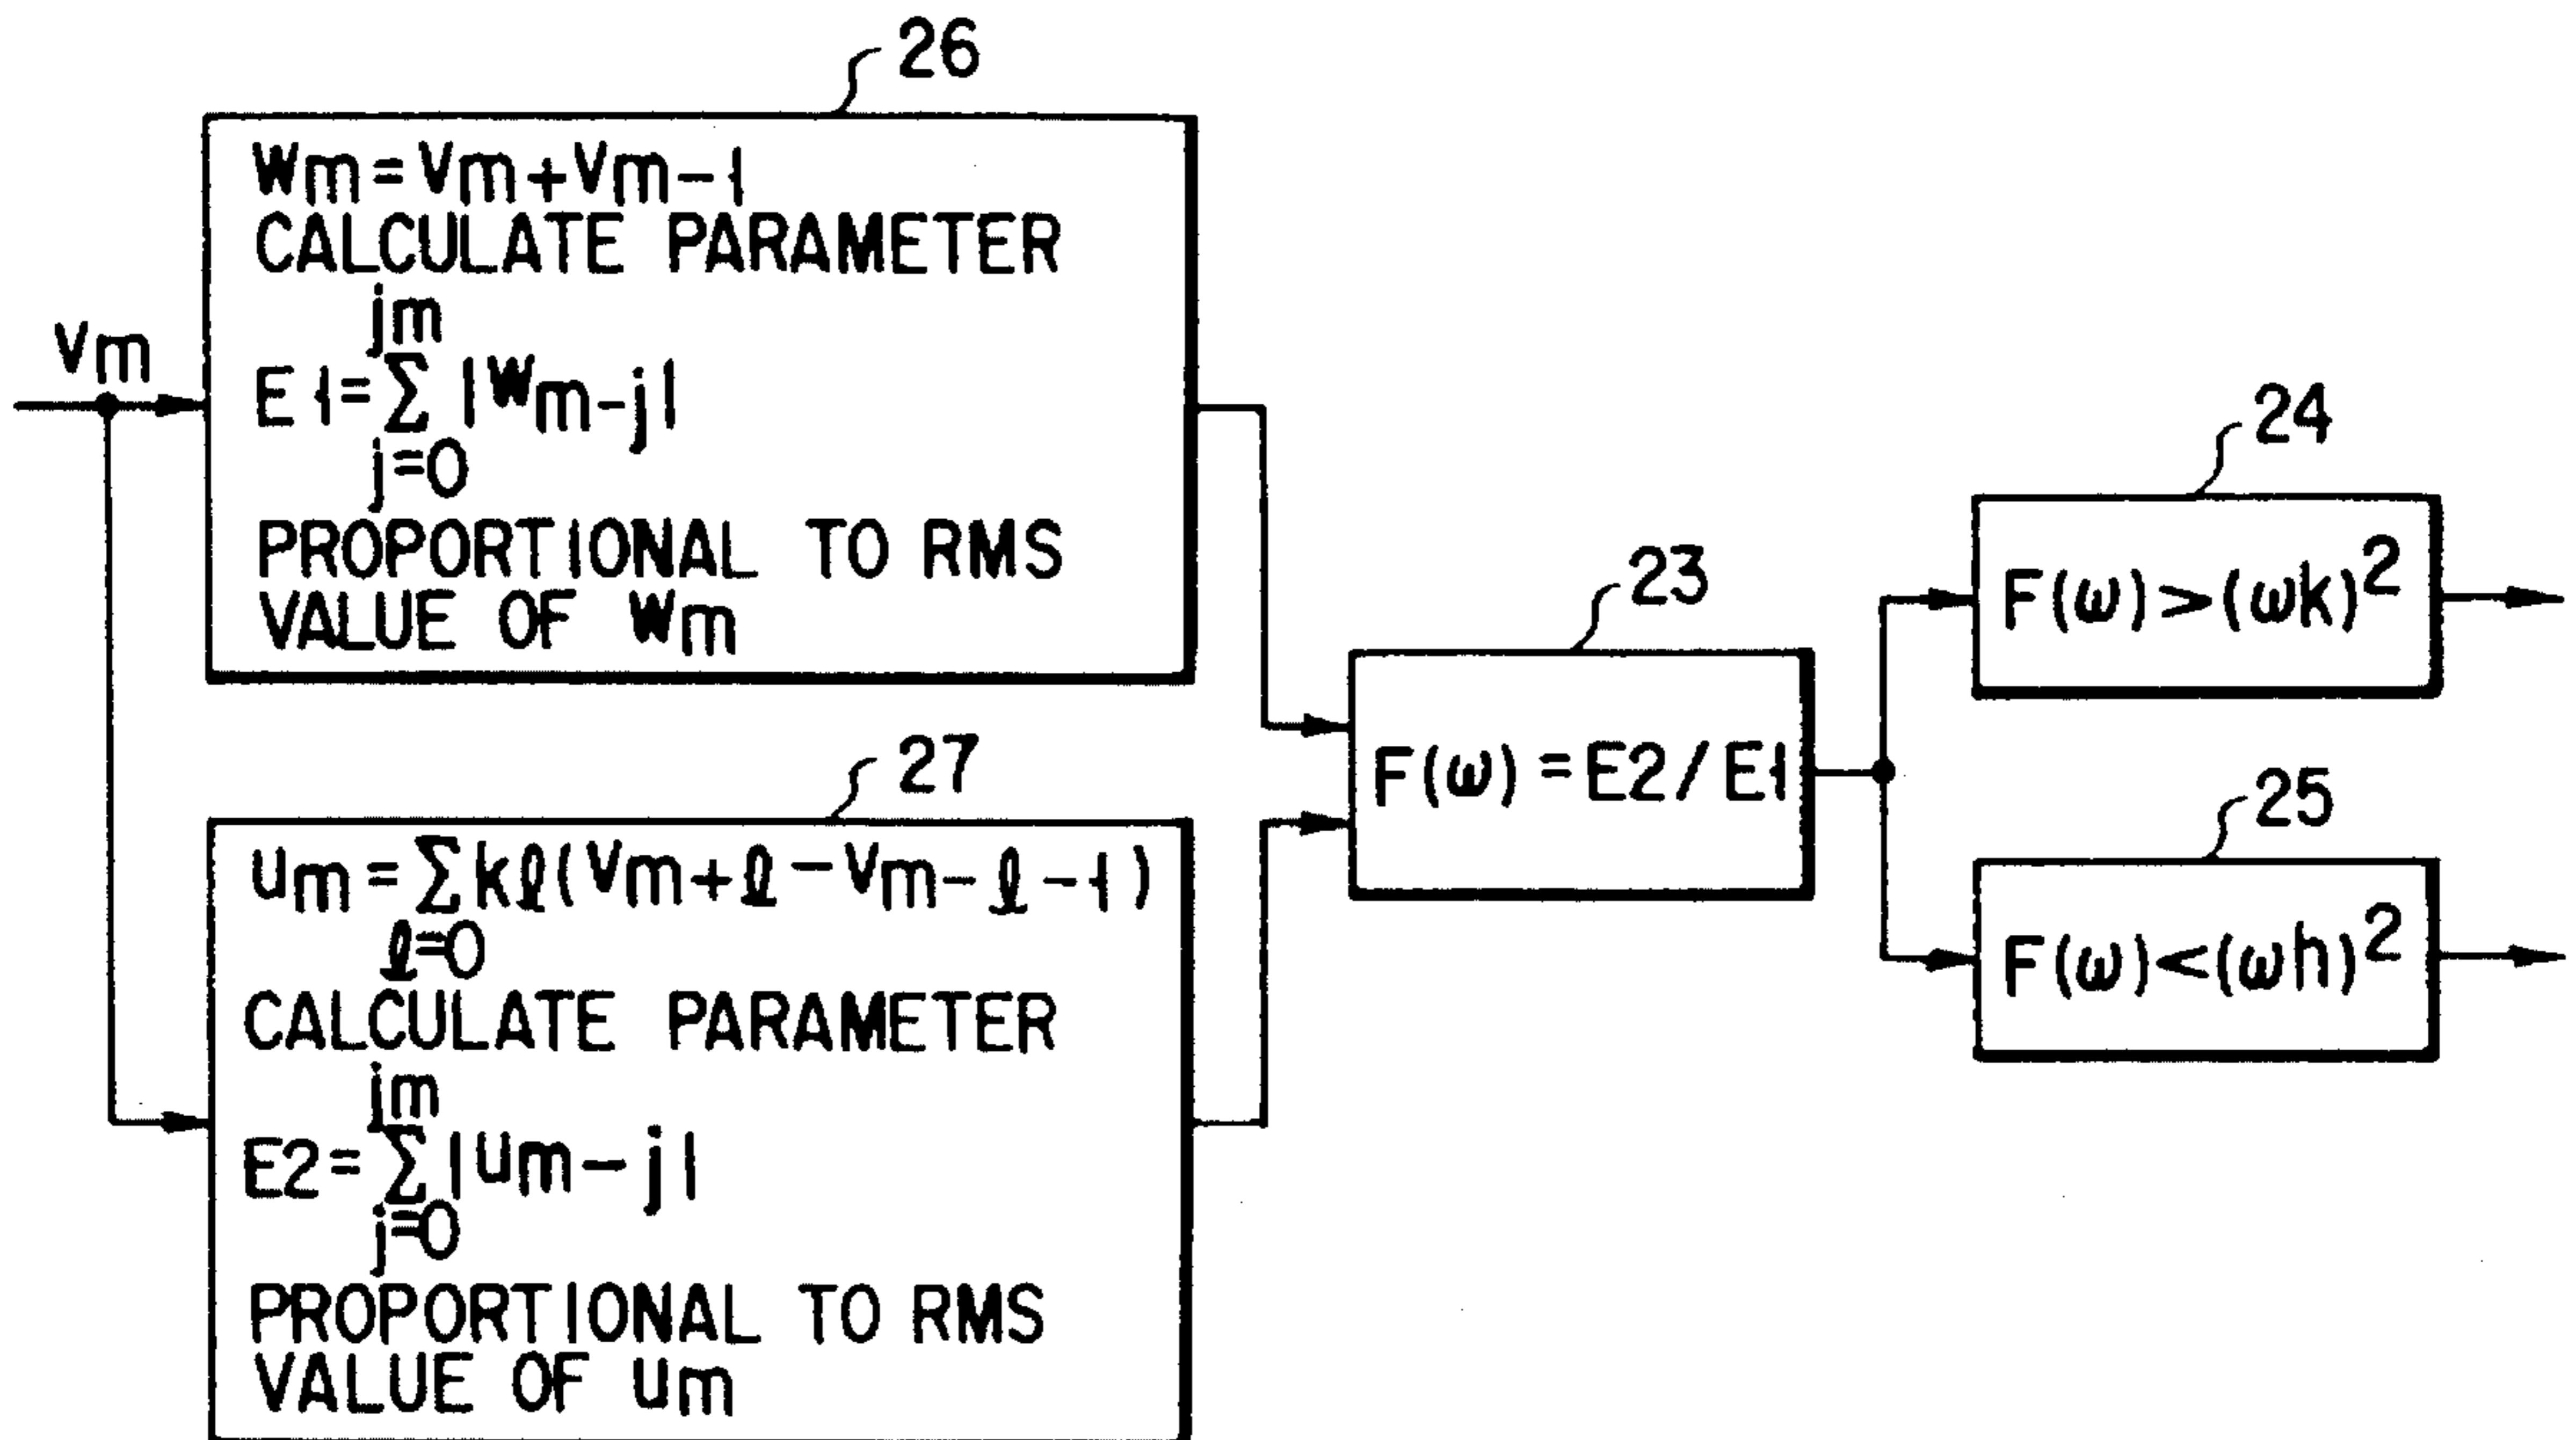 26
Wm=Vm+Vm-1
CALCULATE PARAMETER
jm
E1=Σ|Wm-j|
j=0
PROPORTIONAL TO RMS
VALUE OF Wm
Vm
27
um=Σkℓ(Vm+ℓ-Vm-ℓ-1)
ℓ=0
CALCULATE PARAMETER
jm
E2=Σ|um-j|
j=0
PROPORTIONAL TO RMS
VALUE OF um
23
F(ω)=E2/E1
24
F(ω)>(ωk)²
25
F(ω)<(ωh)²